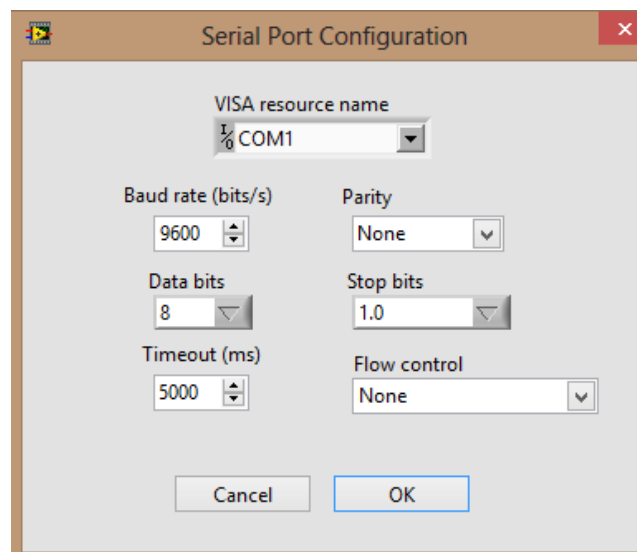 Serial Port Configuration
VISA resource name
I/O COM1
Baud rate (bits/s) Parity
9600 None
Data bits Stop bits
8 1.0
Timeout (ms) Flow control
5000 None
Cancel OK